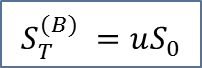 $S_T^{(B)} = uS_0$